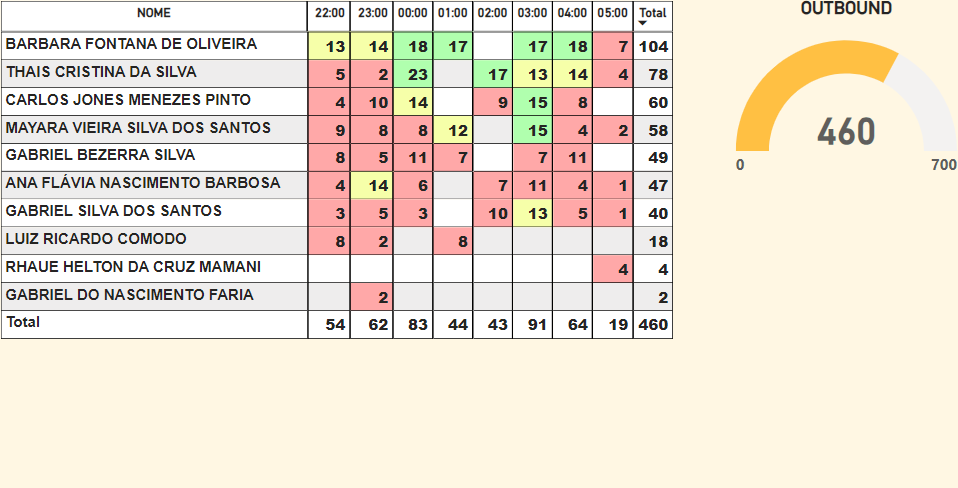 NOME 22:00 23:00 00:00 01:00 02:00 03:00 04:00 05:00 Total
BARBARA FONTANA DE OLIVEIRA 13 14 18 17 17 18 7 104
THAIS CRISTINA DA SILVA 5 2 23 17 13 14 4 78
CARLOS JONES MENEZES PINTO 4 10 14 9 15 8 60
MAYARA VIEIRA SILVA DOS SANTOS 9 8 8 12 15 4 2 58
GABRIEL BEZERRA SILVA 8 5 11 7 7 11 49
ANA FLÁVIA NASCIMENTO BARBOSA 4 14 6 7 11 4 1 47
GABRIEL SILVA DOS SANTOS 3 5 3 10 13 5 1 40
LUIZ RICARDO COMODO 8 2 8 18
RHAUE HELTON DA CRUZ MAMANI 4 4
GABRIEL DO NASCIMENTO FARIA 2 2
Total 54 62 83 44 43 91 64 19 460
OUTBOUND
460
0 700